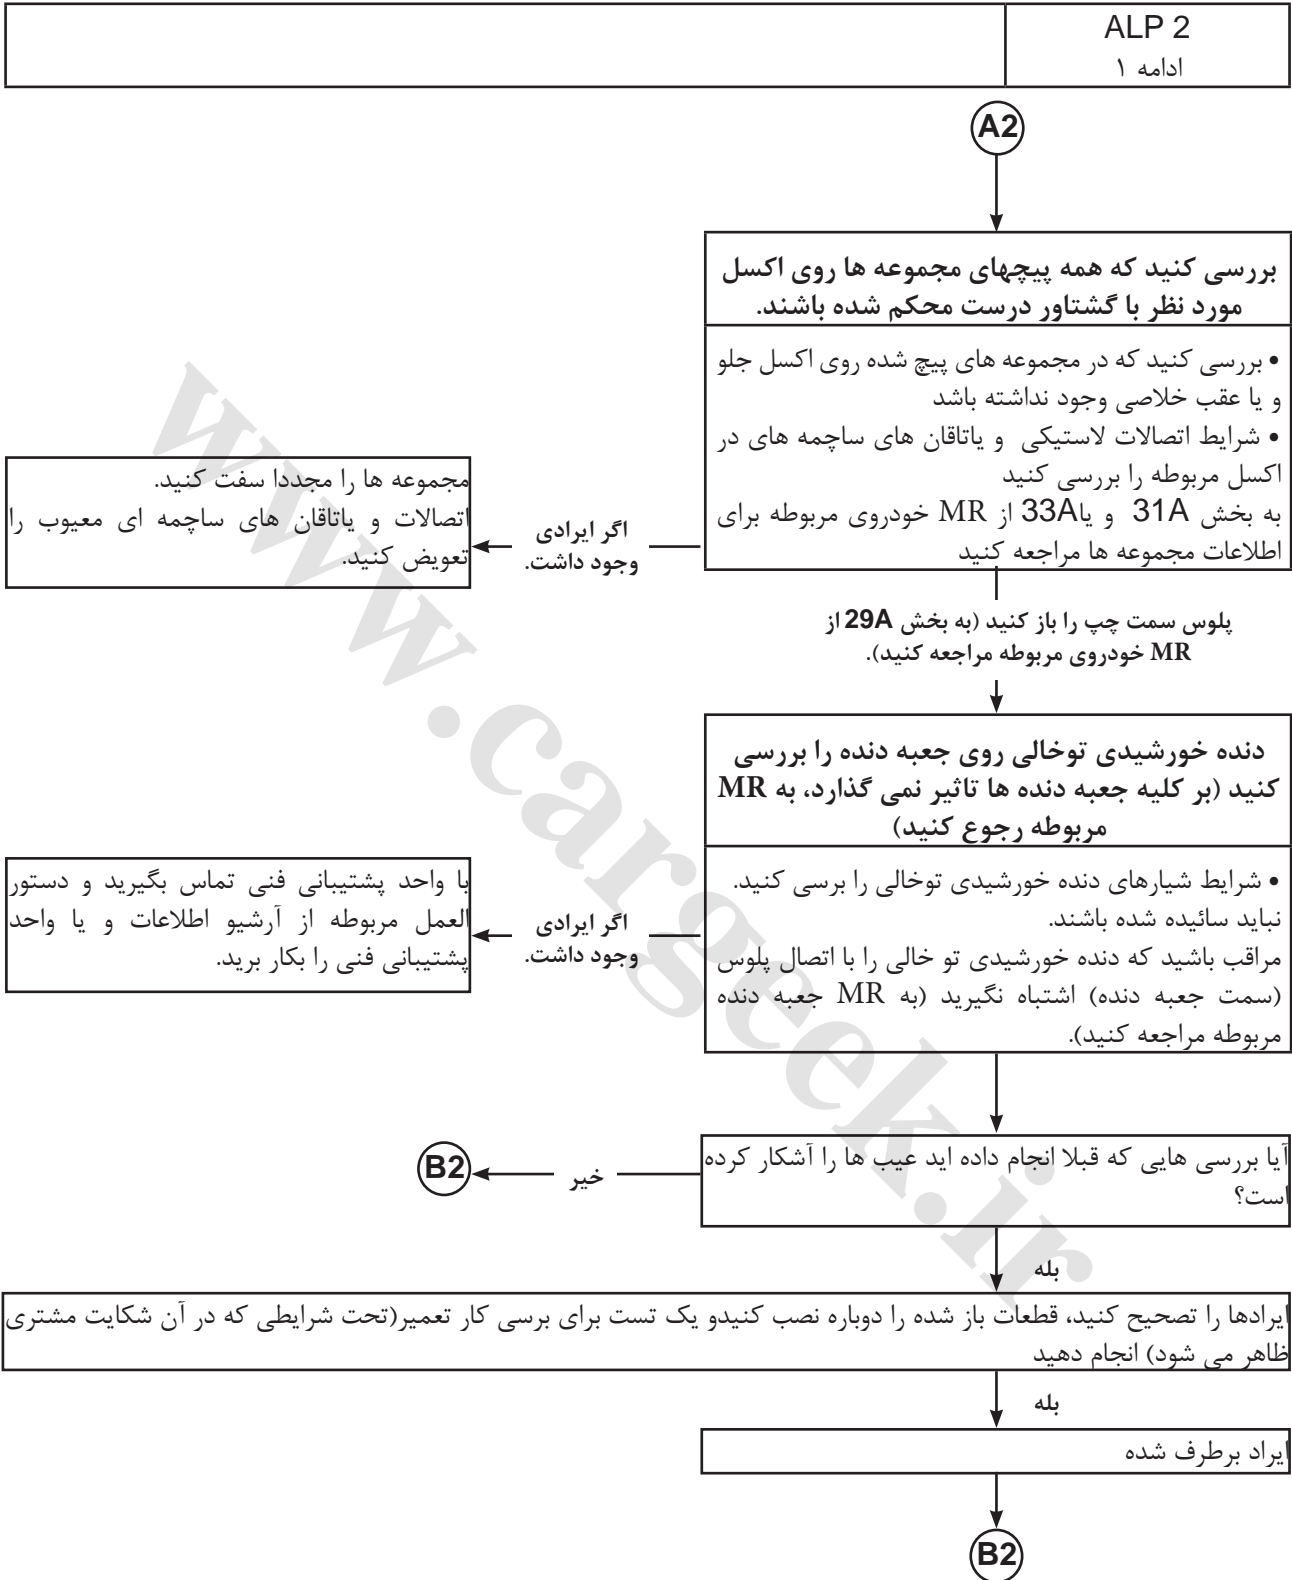 ALP 2
ادامه ۱
A2
بررسی کنید که همه پیچهای مجموعه ها روی اکسل
مورد نظر با گشتاور درست محکم شده باشند.
• بررسی کنید که در مجموعه های پیچ شده روی اکسل جلو
و یا عقب خلاصی وجود نداشته باشد
• شرایط اتصالات لاستیکی و یاتاقان های ساچمه های در
اکسل مربوطه را بررسی کنید
به بخش 31A و یا33A از MR خودروی مربوطه برای
اطلاعات مجموعه ها مراجعه کنید
اگر ایرادی
وجود داشت.
مجموعه ها را مجددا سفت کنید.
اتصالات و یاتاقان های ساچمه ای معیوب را
تعویض کنید.
پلوس سمت چپ را باز کنید (به بخش 29A از
MR خودروی مربوطه مراجعه کنید).
دنده خورشیدی توخالی روی جعبه دنده را بررسی
کنید (بر کلیه جعبه دنده ها تاثیر نمی گذارد، به MR
مربوطه رجوع کنید)
• شرایط شیارهای دنده خورشیدی توخالی را برسی کنید.
نباید سائیده شده باشند.
مراقب باشید که دنده خورشیدی تو خالی را با اتصال پلوس
(سمت جعبه دنده) اشتباه نگیرید (به MR جعبه دنده
مربوطه مراجعه کنید).
اگر ایرادی
وجود داشت.
با واحد پشتیبانی فنی تماس بگیرید و دستور
العمل مربوطه از آرشیو اطلاعات و یا واحد
پشتیبانی فنی را بکار برید.
آیا بررسی هایی که قبلا انجام داده اید عیب ها را آشکار کرده
است؟
خیر
B2
بله
ایرادها را تصحیح کنید، قطعات باز شده را دوباره نصب کنیدو یک تست برای برسی کار تعمیر(تحت شرایطی که در آن شکایت مشتری
ظاهر می شود) انجام دهید
بله
ایراد برطرف شده
B2
www.cargeek.ir